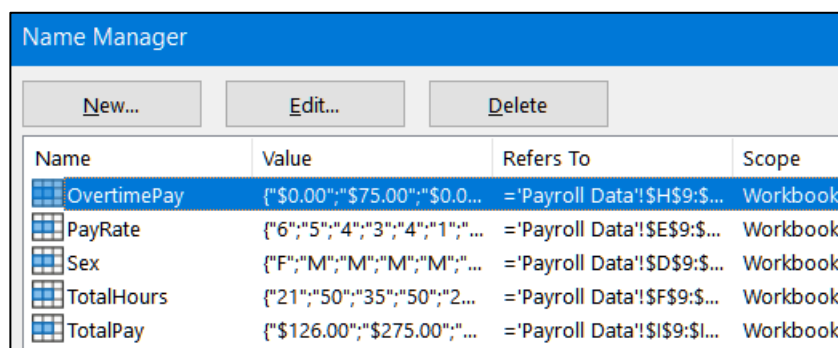 Name Manager
New... Edit... Delete
Name Value Refers To Scope
OvertimePay {"$0.00";"$75.00";"$0.0... ='Payroll Data'!$H$9:$... Workbook
PayRate {"6";"5";"4";"3";"4";"1";"... ='Payroll Data'!$E$9:$... Workbook
Sex {"F";"M";"M";"M";"M";"... ='Payroll Data'!$D$9:$... Workbook
TotalHours {"21";"50";"35";"50";"2... ='Payroll Data'!$F$9:$... Workbook
TotalPay {"$126.00";"$275.00";"... ='Payroll Data'!$I$9:$I... Workbook